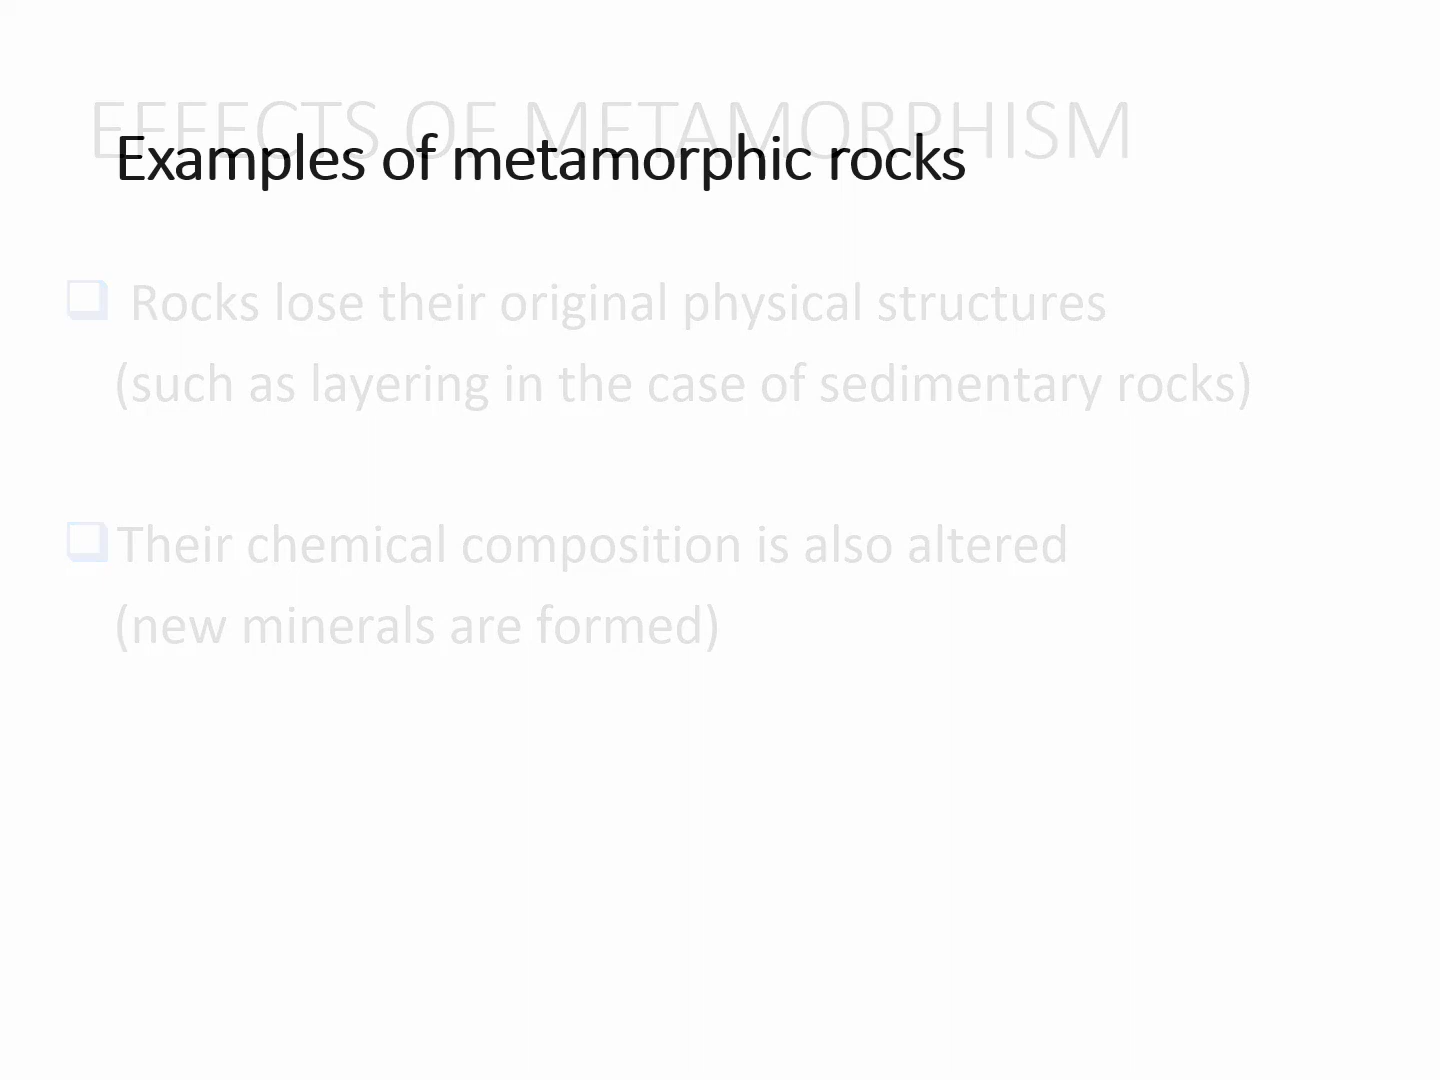 EFFECTS OF METAMORPHISM
Examples of metamorphic rocks
Rocks lose their original physical structures
(such as layering in the case of sedimentary rocks)
Their chemical composition is also altered
(new minerals are formed)